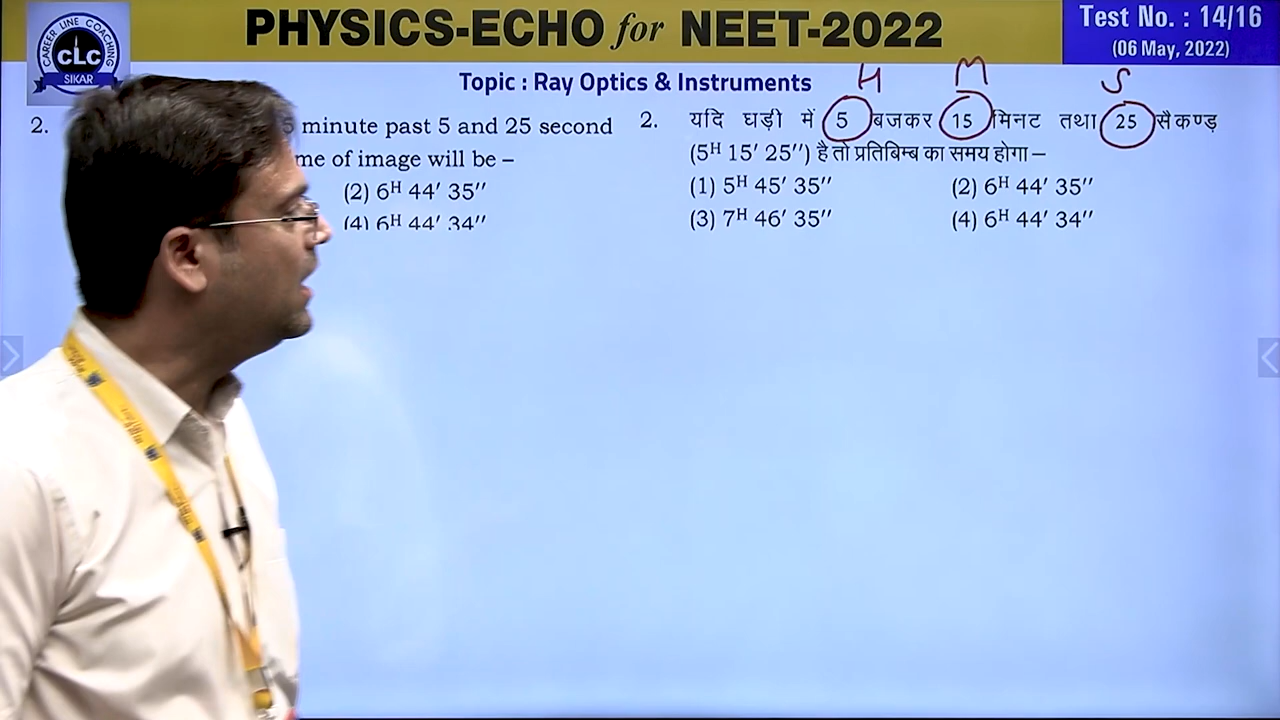 PHYSICS-ECHO for NEET-2022
Test No. : 14/16
(06 May, 2022)
CAREER LINE COACHING
CLC
SIKAR
Topic : Ray Optics & Instruments
H M S
2. 5 minute past 5 and 25 second
me of image will be –
(2) 6ᴴ 44′ 35′′
(4) 6ᴴ 44′ 34′′
2. यदि घड़ी में 5 बजकर 15 मिनट तथा 25 सैकण्ड़
(5ᴴ 15′ 25′′) है तो प्रतिबिम्ब का समय होगा –
(1) 5ᴴ 45′ 35′′ (2) 6ᴴ 44′ 35′′
(3) 7ᴴ 46′ 35′′ (4) 6ᴴ 44′ 34′′